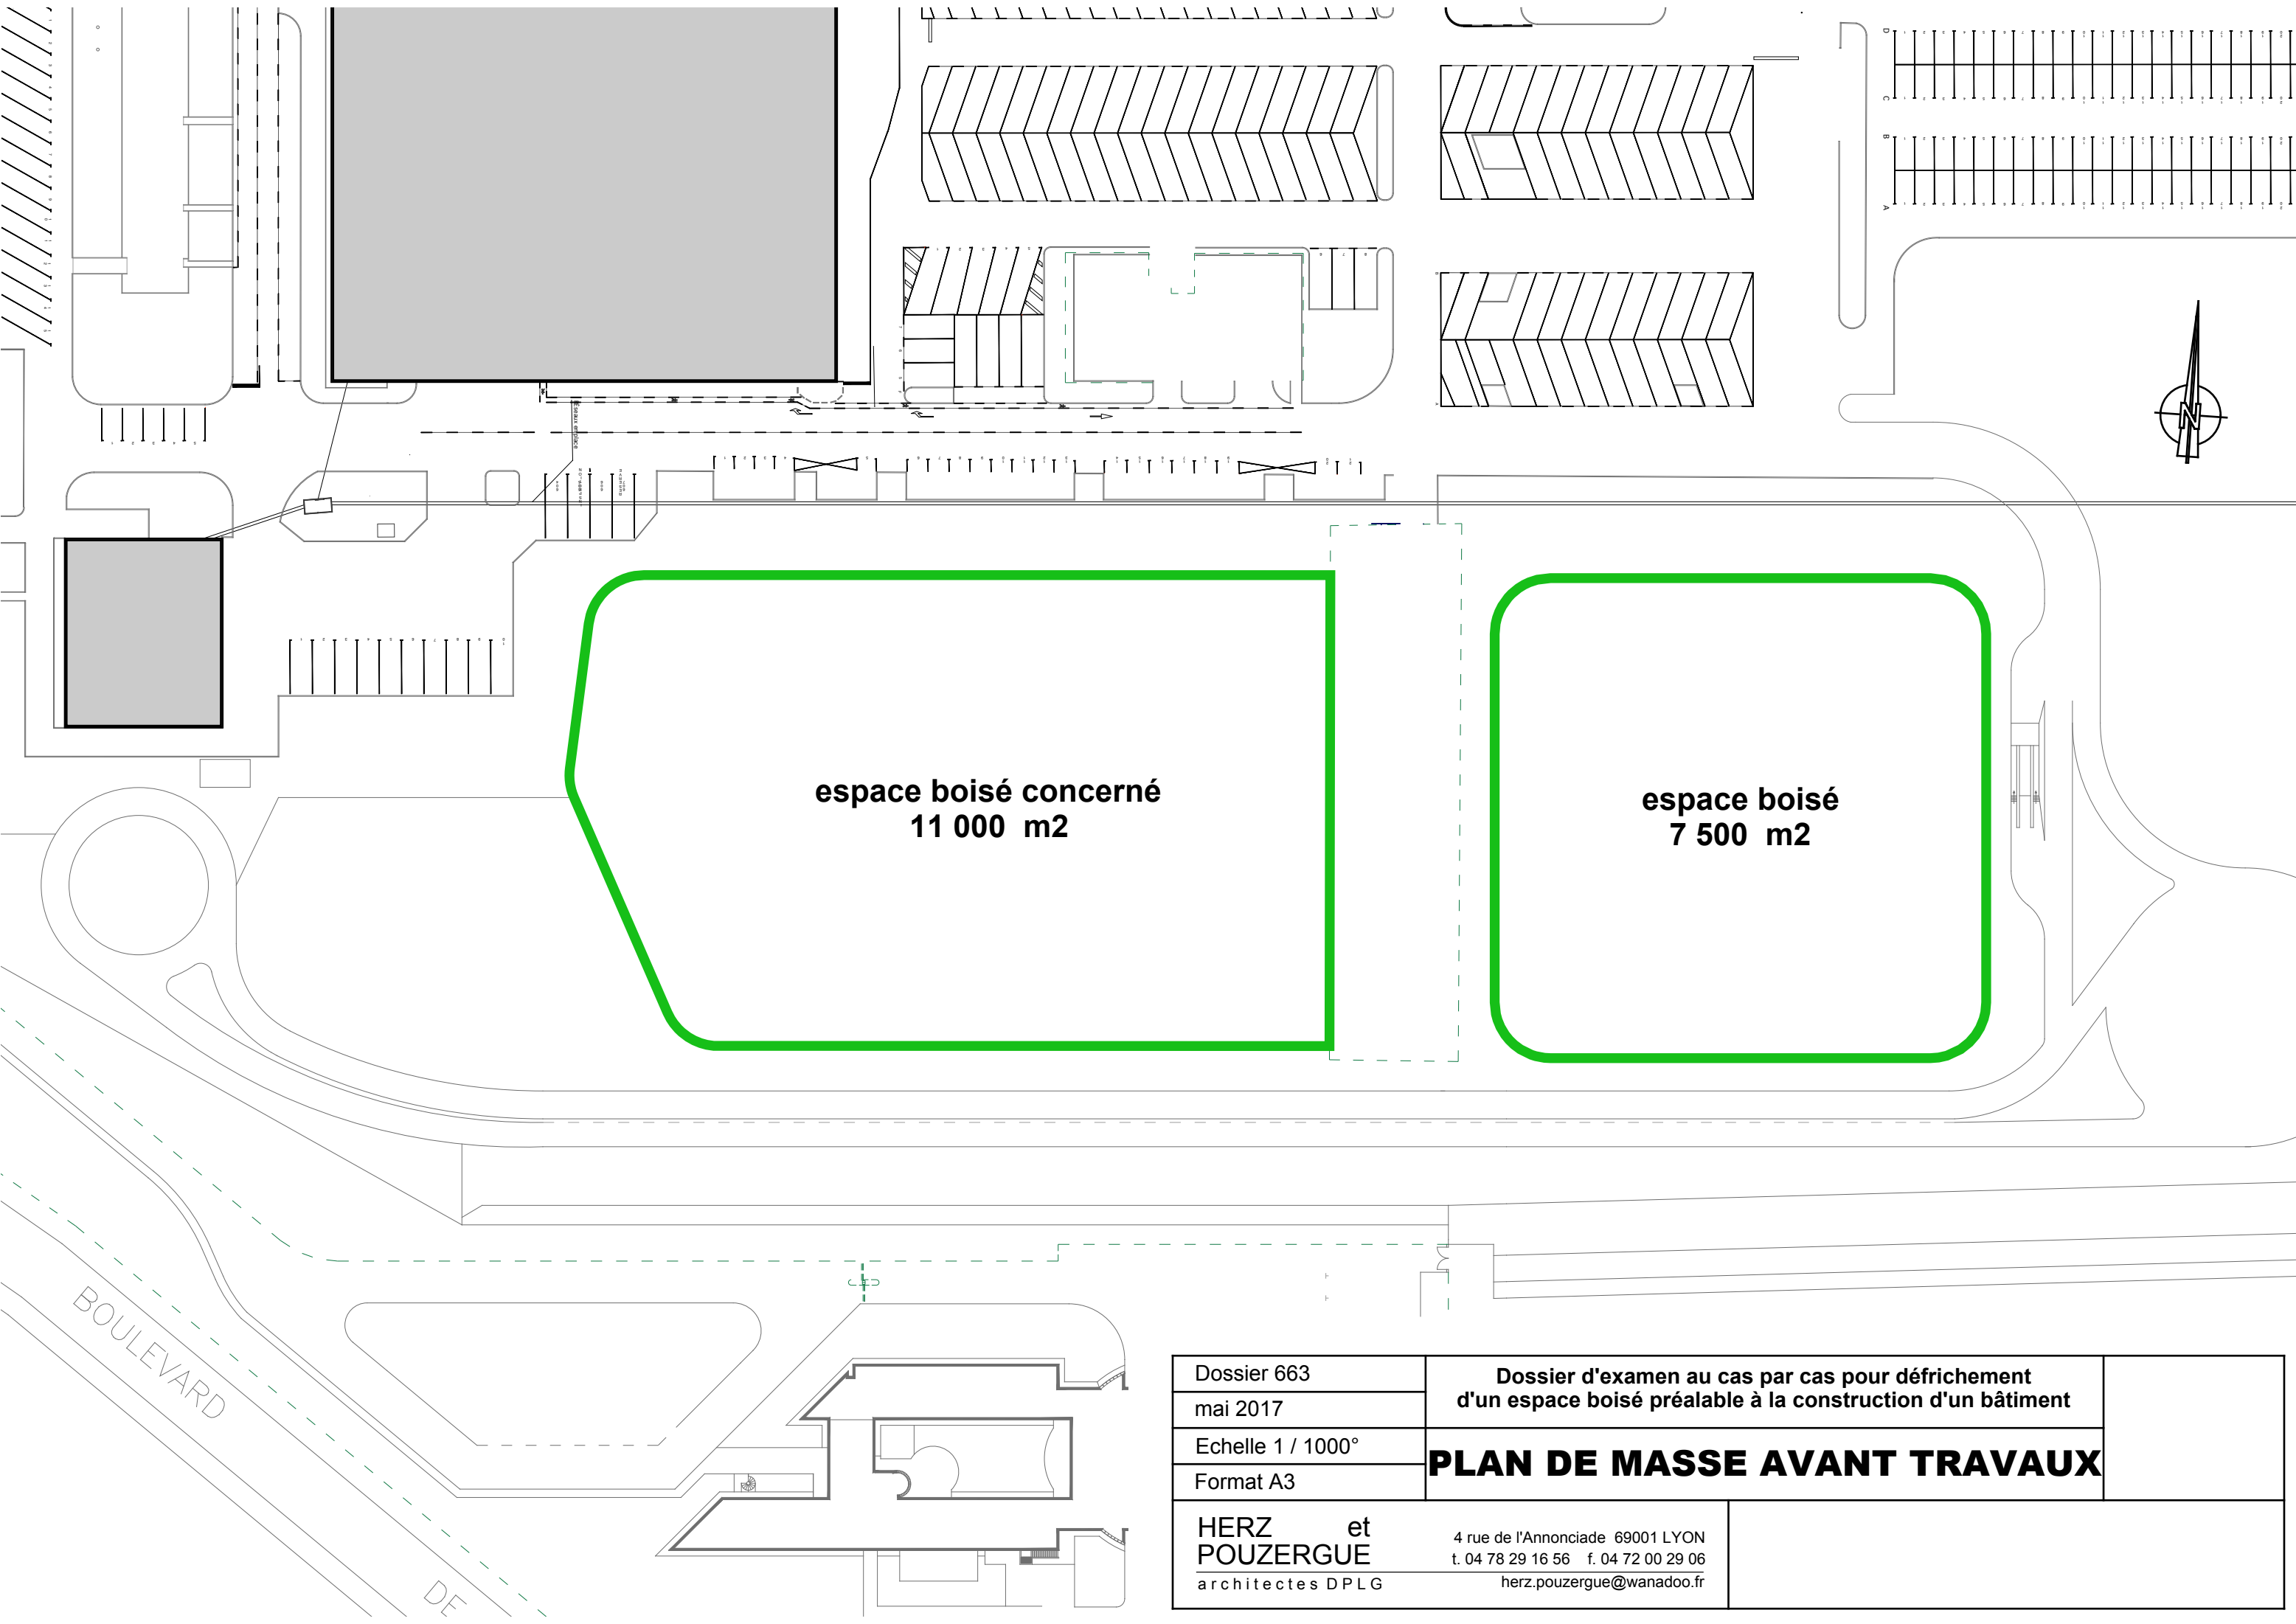 espace boisé concerné
11 000 m2
espace boisé
7 500 m2
N
D
C
B
A
BOULEVARD
DE
Dossier 663
mai 2017
Echelle 1 / 1000°
Format A3
Dossier d'examen au cas par cas pour défrichement
d'un espace boisé préalable à la construction d'un bâtiment
PLAN DE MASSE AVANT TRAVAUX
HERZ et
POUZERGUE
architectes DPLG
4 rue de l'Annonciade 69001 LYON
t. 04 78 29 16 56 f. 04 72 00 29 06
herz.pouzergue@wanadoo.fr